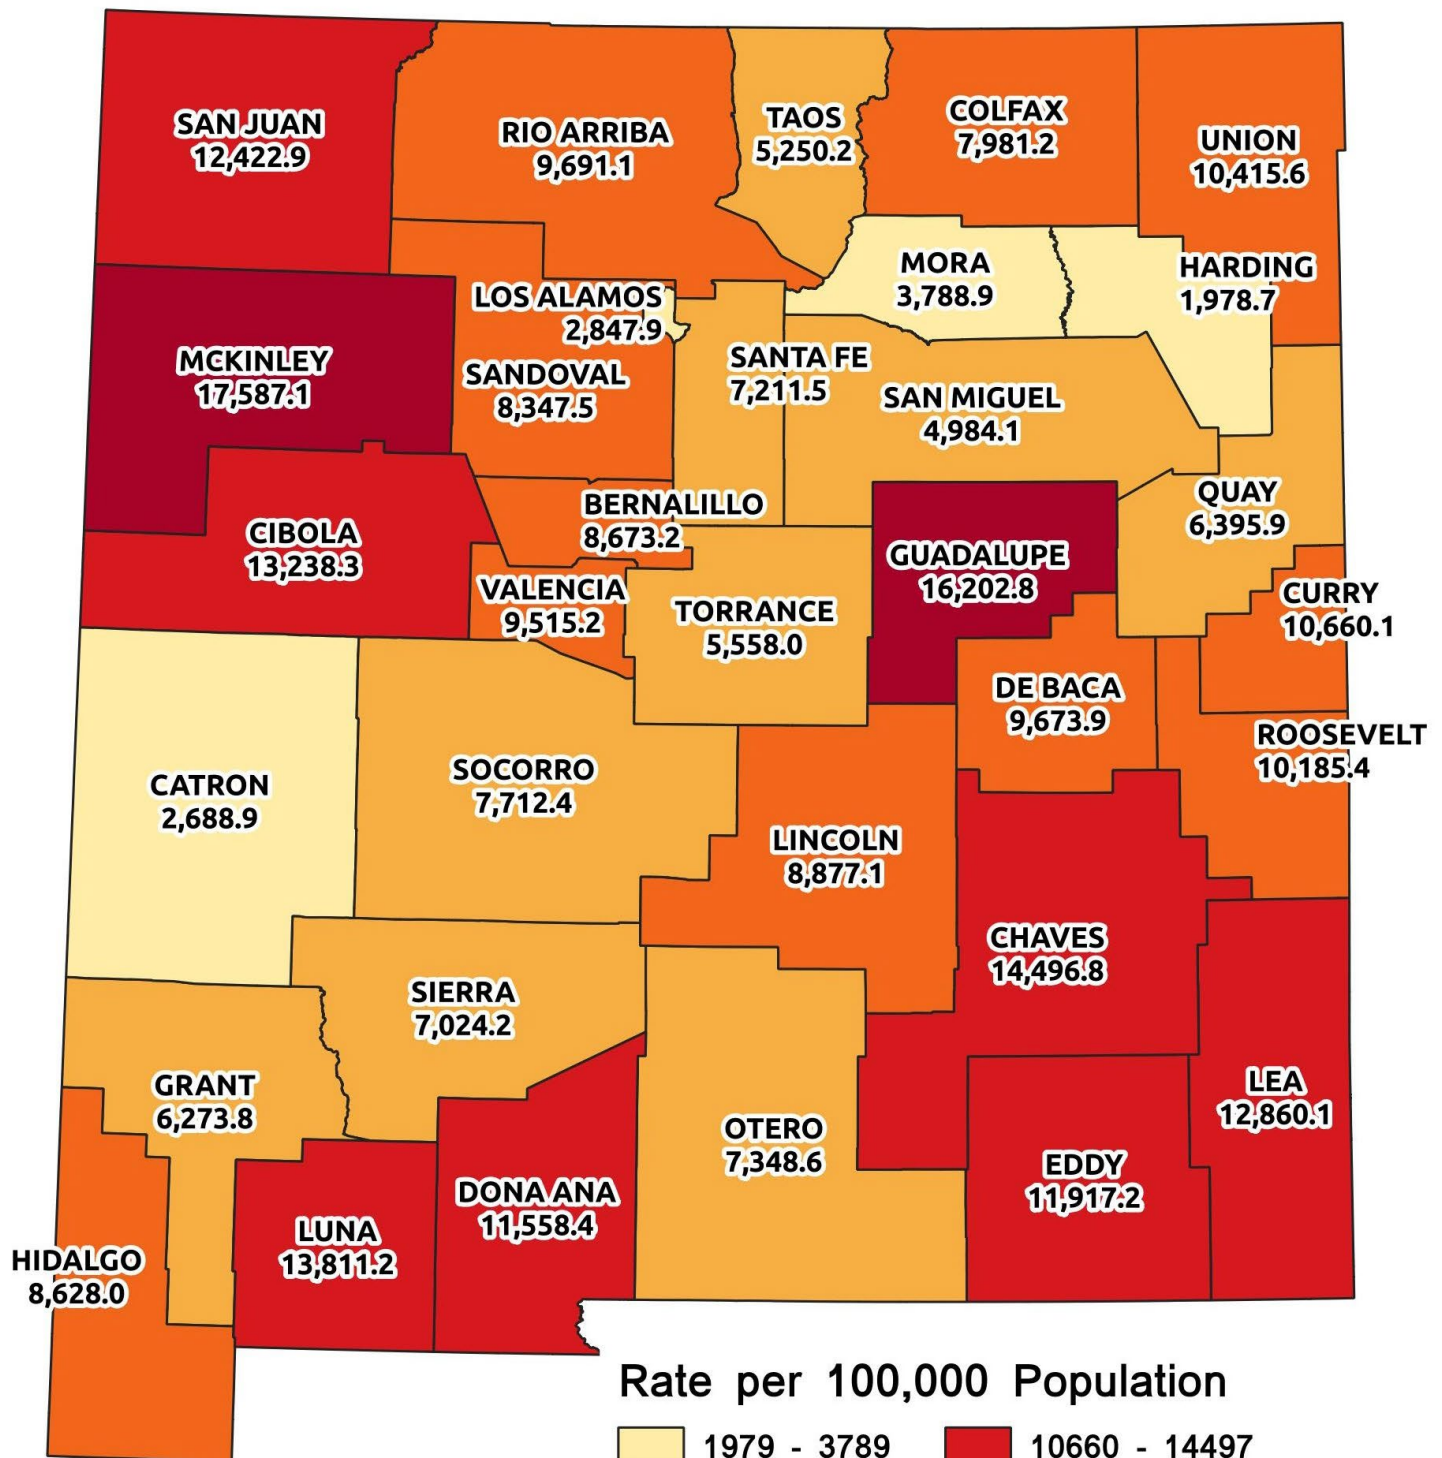 SAN JUAN
12,422.9
RIO ARRIBA
9,691.1
TAOS
5,250.2
COLFAX
7,981.2
UNION
10,415.6
MORA
3,788.9
HARDING
1,978.7
LOS ALAMOS
2,847.9
MCKINLEY
17,587.1
SANDOVAL
8,347.5
SANTA FE
7,211.5
SAN MIGUEL
4,984.1
BERNALILLO
8,673.2
QUAY
6,395.9
CIBOLA
13,238.3
GUADALUPE
16,202.8
VALENCIA
9,515.2
TORRANCE
5,558.0
CURRY
10,660.1
DE BACA
9,673.9
ROOSEVELT
10,185.4
CATRON
2,688.9
SOCORRO
7,712.4
LINCOLN
8,877.1
CHAVES
14,496.8
SIERRA
7,024.2
GRANT
6,273.8
LEA
12,860.1
OTERO
7,348.6
EDDY
11,917.2
DONA ANA
11,558.4
LUNA
13,811.2
HIDALGO
8,628.0
Rate per 100,000 Population
1979 - 3789
10660 - 14497